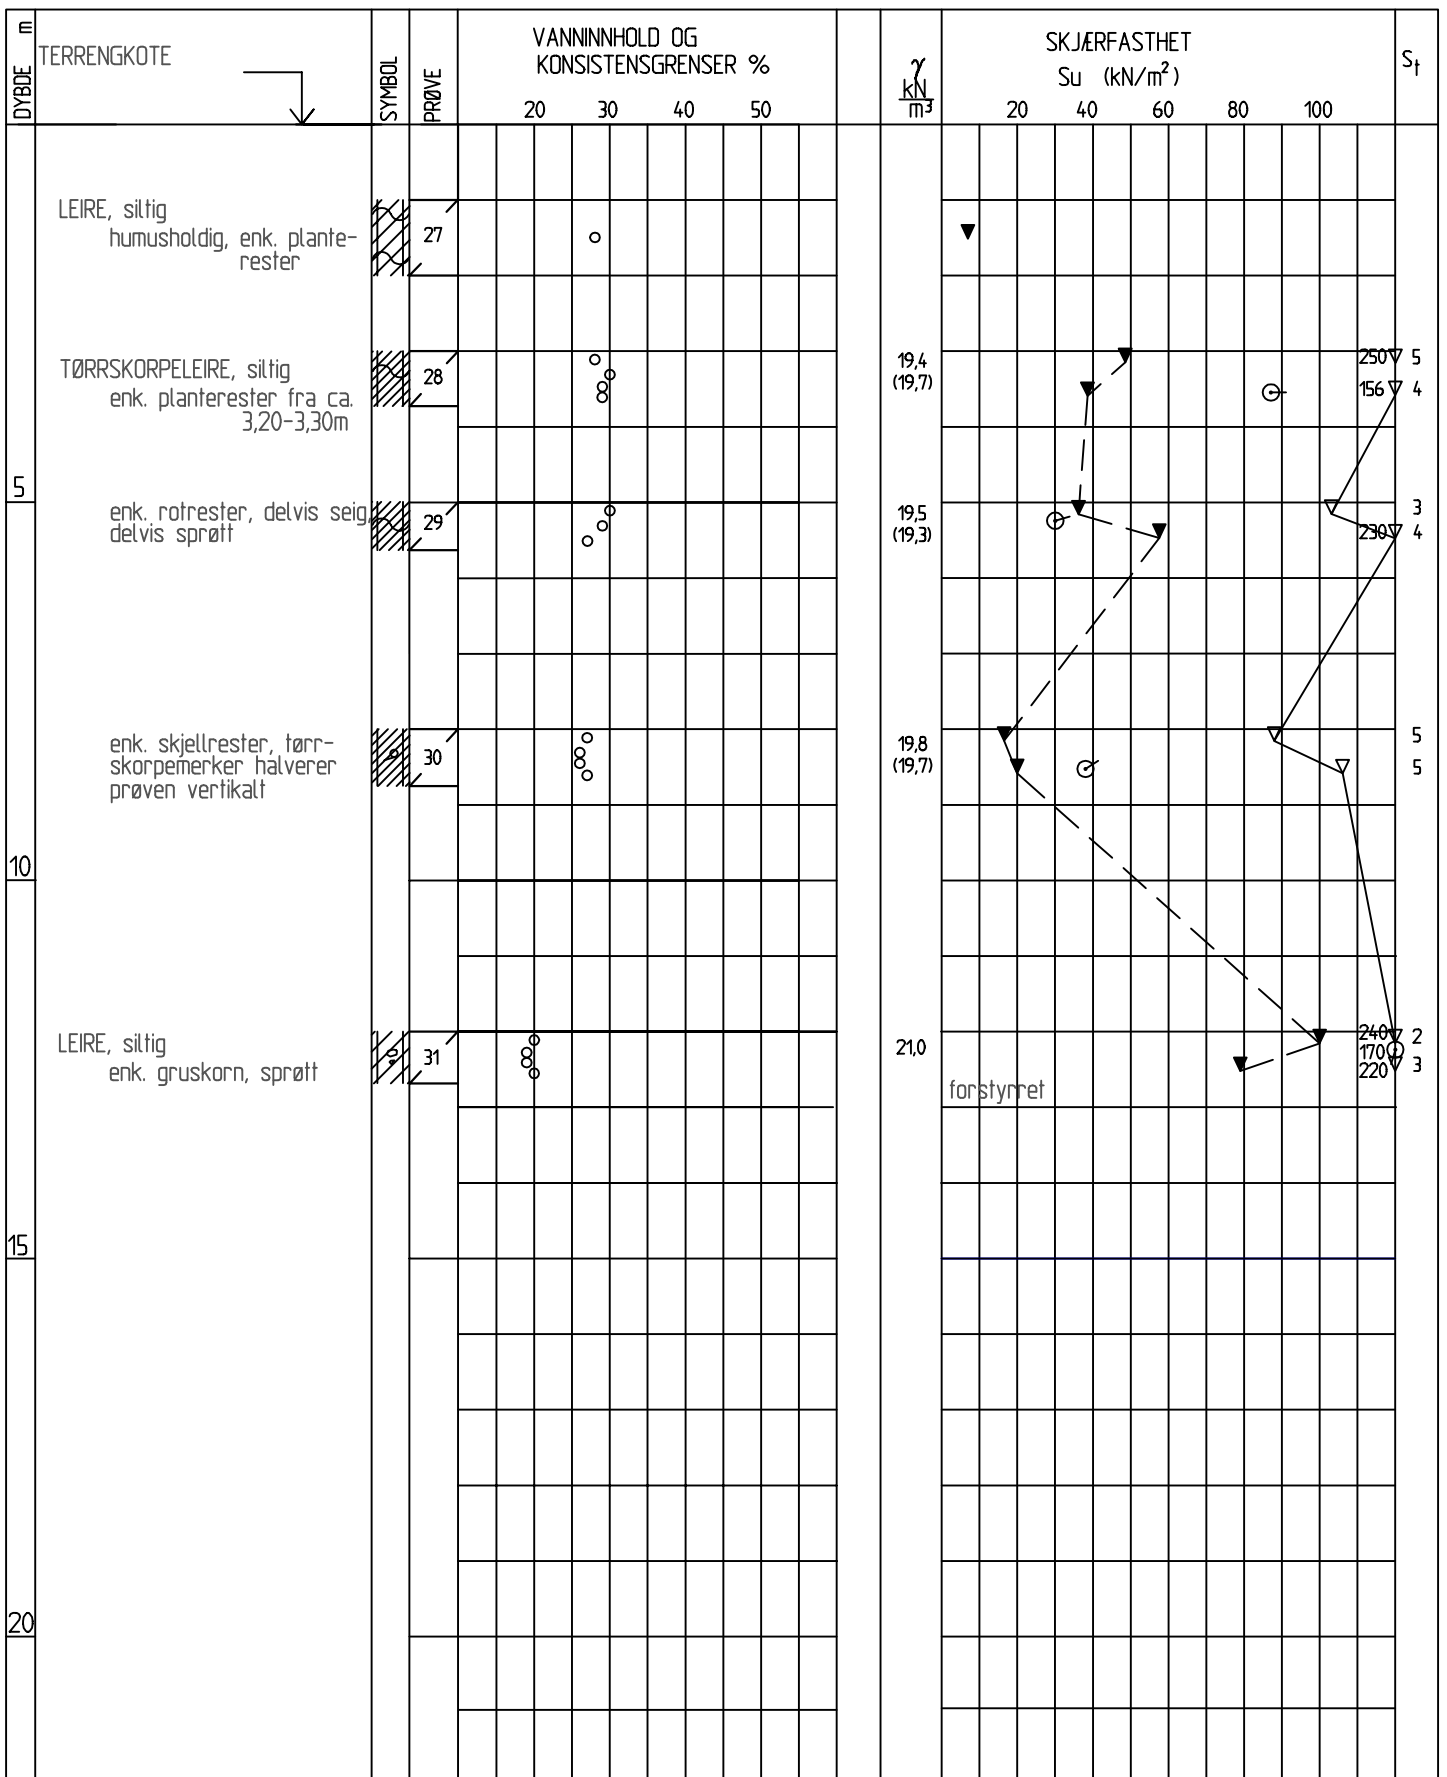 DYBDE m
TERRENGKOTE
SYMBOL
PRØVE
VANNINNHOLD OG
KONSISTENSGRENSER %
20 30 40 50
γ
kN
m³
SKJÆRFASTHET
Su (kN/m²)
20 40 60 80 100
St
LEIRE, siltig
humusholdig, enk. plante-
rester
27
TØRRSKORPELEIRE, siltig
enk. planterester fra ca.
3,20-3,30m
28
19,4
(19,7)
250 5
156 4
5
enk. rotrester, delvis seig,
delvis sprøtt
29
19,5
(19,3)
3
230 4
enk. skjellrester, tørr-
skorpemerker halverer
prøven vertikalt
30
19,8
(19,7)
5
5
10
LEIRE, siltig
enk. gruskorn, sprøtt
31
21,0
240 2
170
220 3
forstyrret
15
20